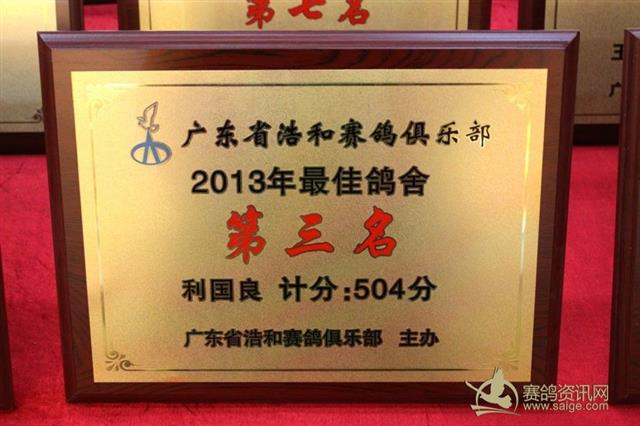 第七名
广东省浩和赛鸽俱乐部
2013年最佳鸽舍
第三名
利国良 计分:504分
广东省浩和赛鸽俱乐部 主办
赛鸽资讯网
www.saige.com